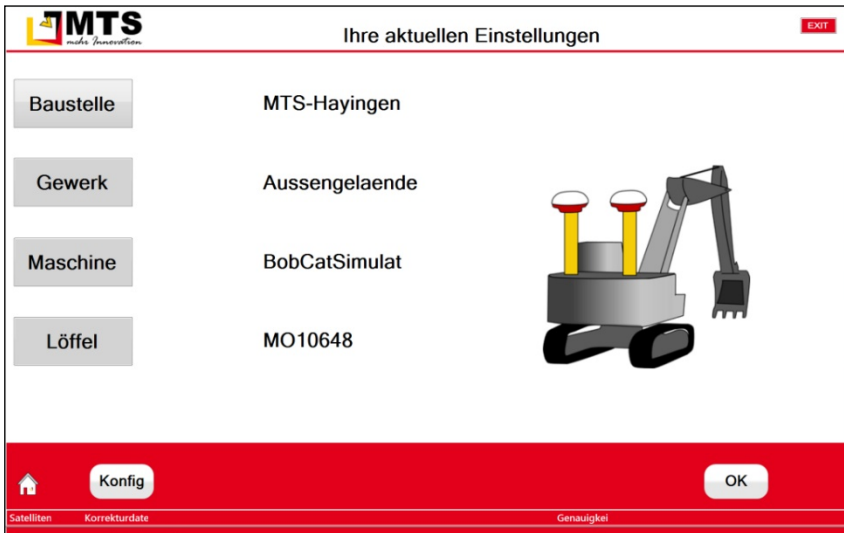 MTS
mehr Innovation
Ihre aktuellen Einstellungen
EXIT
Baustelle
MTS-Hayingen
Gewerk
Aussengelaende
Maschine
BobCatSimulat
Löffel
MO10648
Konfig
OK
Satelliten
Korrekturdate
Genauigkei